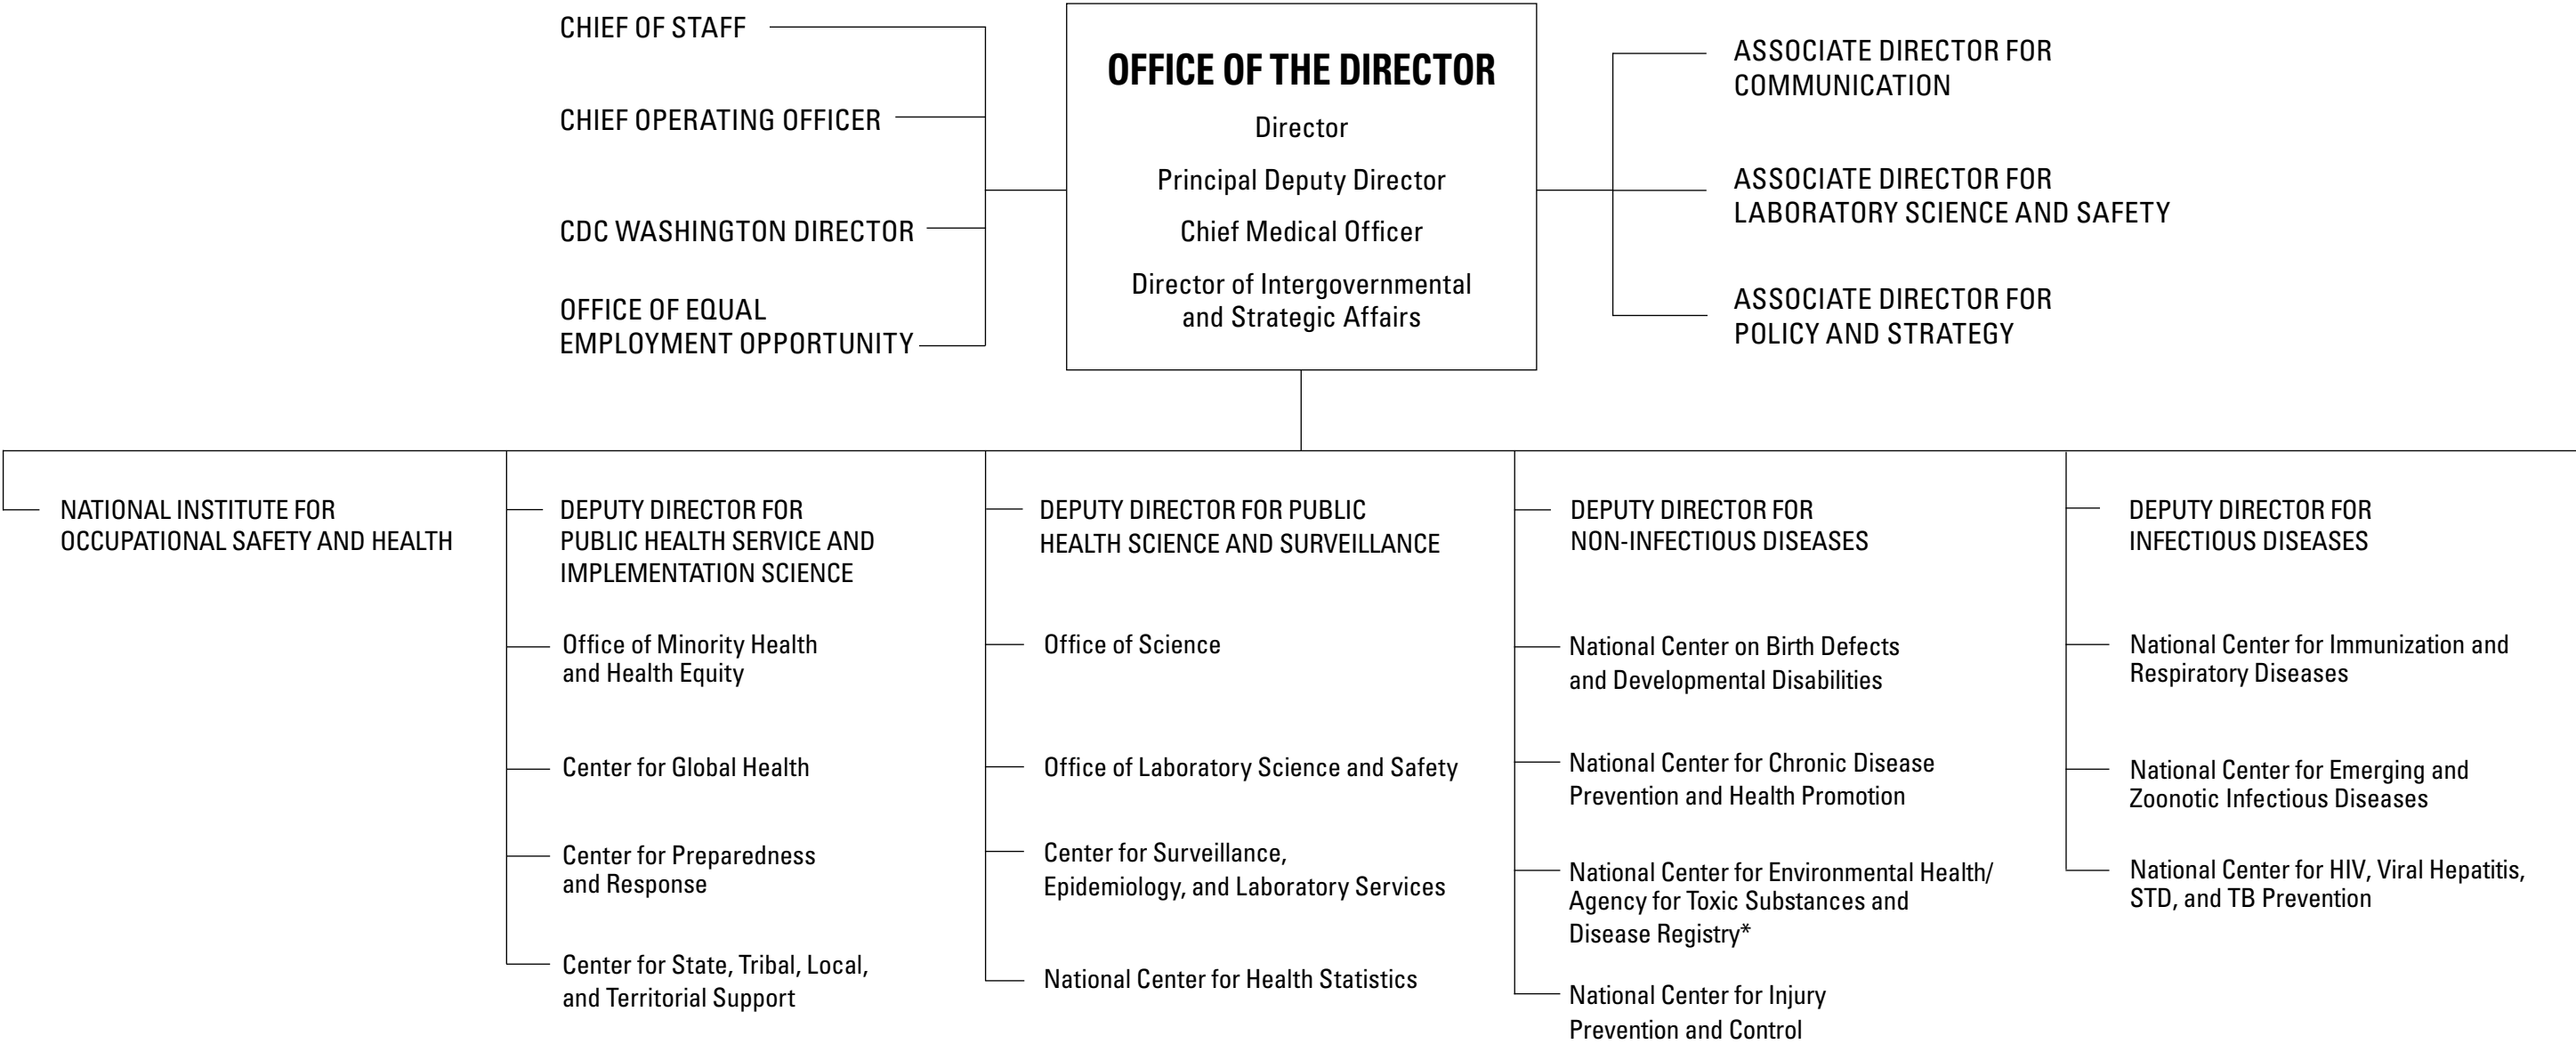 CHIEF OF STAFF
CHIEF OPERATING OFFICER
CDC WASHINGTON DIRECTOR
OFFICE OF EQUAL
EMPLOYMENT OPPORTUNITY
OFFICE OF THE DIRECTOR
Director
Principal Deputy Director
Chief Medical Officer
Director of Intergovernmental
and Strategic Affairs
ASSOCIATE DIRECTOR FOR
COMMUNICATION
ASSOCIATE DIRECTOR FOR
LABORATORY SCIENCE AND SAFETY
ASSOCIATE DIRECTOR FOR
POLICY AND STRATEGY
NATIONAL INSTITUTE FOR
OCCUPATIONAL SAFETY AND HEALTH
DEPUTY DIRECTOR FOR
PUBLIC HEALTH SERVICE AND
IMPLEMENTATION SCIENCE
Office of Minority Health
and Health Equity
Center for Global Health
Center for Preparedness
and Response
Center for State, Tribal, Local,
and Territorial Support
DEPUTY DIRECTOR FOR PUBLIC
HEALTH SCIENCE AND SURVEILLANCE
Office of Science
Office of Laboratory Science and Safety
Center for Surveillance,
Epidemiology, and Laboratory Services
National Center for Health Statistics
DEPUTY DIRECTOR FOR
NON-INFECTIOUS DISEASES
National Center on Birth Defects
and Developmental Disabilities
National Center for Chronic Disease
Prevention and Health Promotion
National Center for Environmental Health/
Agency for Toxic Substances and
Disease Registry*
National Center for Injury
Prevention and Control
DEPUTY DIRECTOR FOR
INFECTIOUS DISEASES
National Center for Immunization and
Respiratory Diseases
National Center for Emerging and
Zoonotic Infectious Diseases
National Center for HIV, Viral Hepatitis,
STD, and TB Prevention